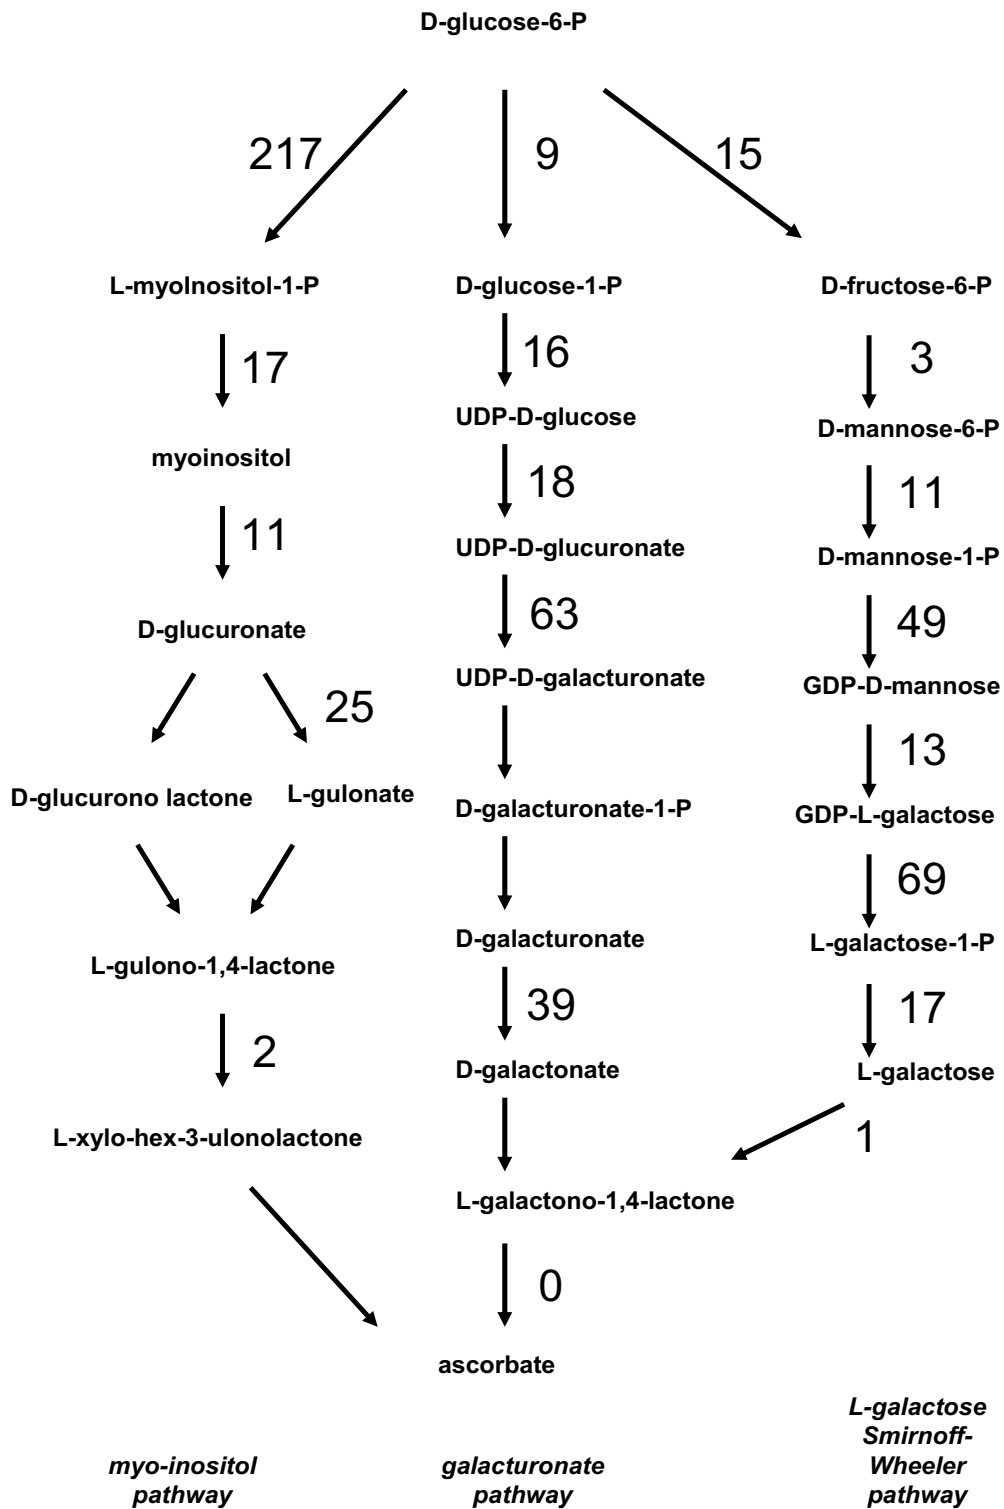 D-glucose-6-P
217
9
15
L-myoInositol-1-P
D-glucose-1-P
D-fructose-6-P
17
16
3
myoinositol
UDP-D-glucose
D-mannose-6-P
11
18
11
D-glucuronate
UDP-D-glucuronate
D-mannose-1-P
25
63
49
UDP-D-galacturonate
GDP-D-mannose
13
D-glucurono lactone
L-gulonate
D-galacturonate-1-P
GDP-L-galactose
69
L-gulono-1,4-lactone
D-galacturonate
L-galactose-1-P
2
39
17
D-galactonate
L-galactose
L-xylo-hex-3-ulonolactone
1
L-galactono-1,4-lactone
0
ascorbate
myo-inositol
pathway
galacturonate
pathway
L-galactose
Smirnoff-
Wheeler
pathway